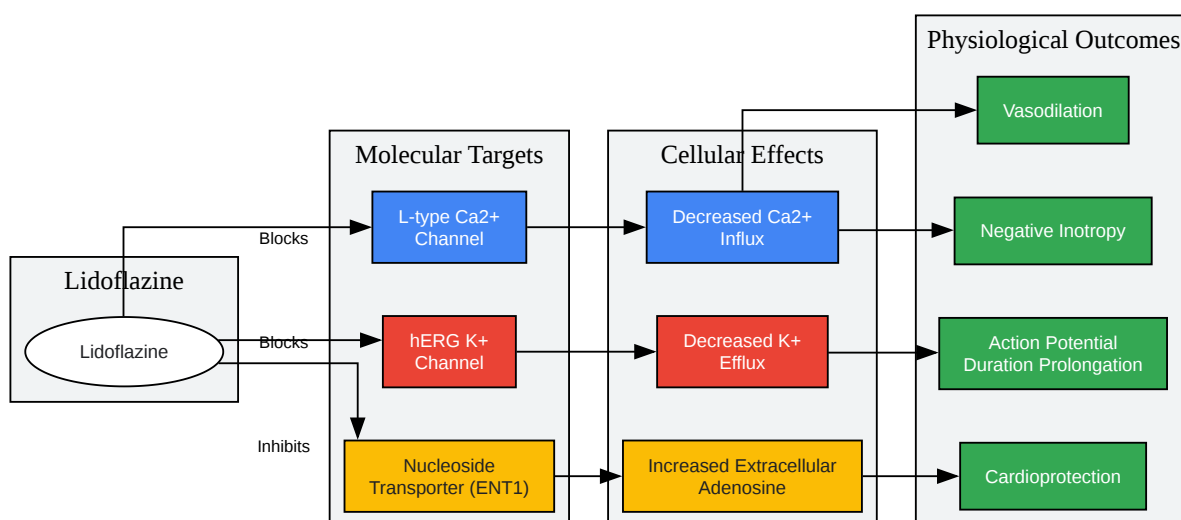 Physiological Outcomes
Vasodilation
Molecular Targets
Cellular Effects
L-type Ca2+
Channel
Decreased Ca2+
Influx
Negative Inotropy
Blocks
Lidoflazine
Lidoflazine
Blocks
hERG K+
Channel
Decreased K+
Efflux
Action Potential
Duration Prolongation
Inhibits
Nucleoside
Transporter (ENT1)
Increased Extracellular
Adenosine
Cardioprotection